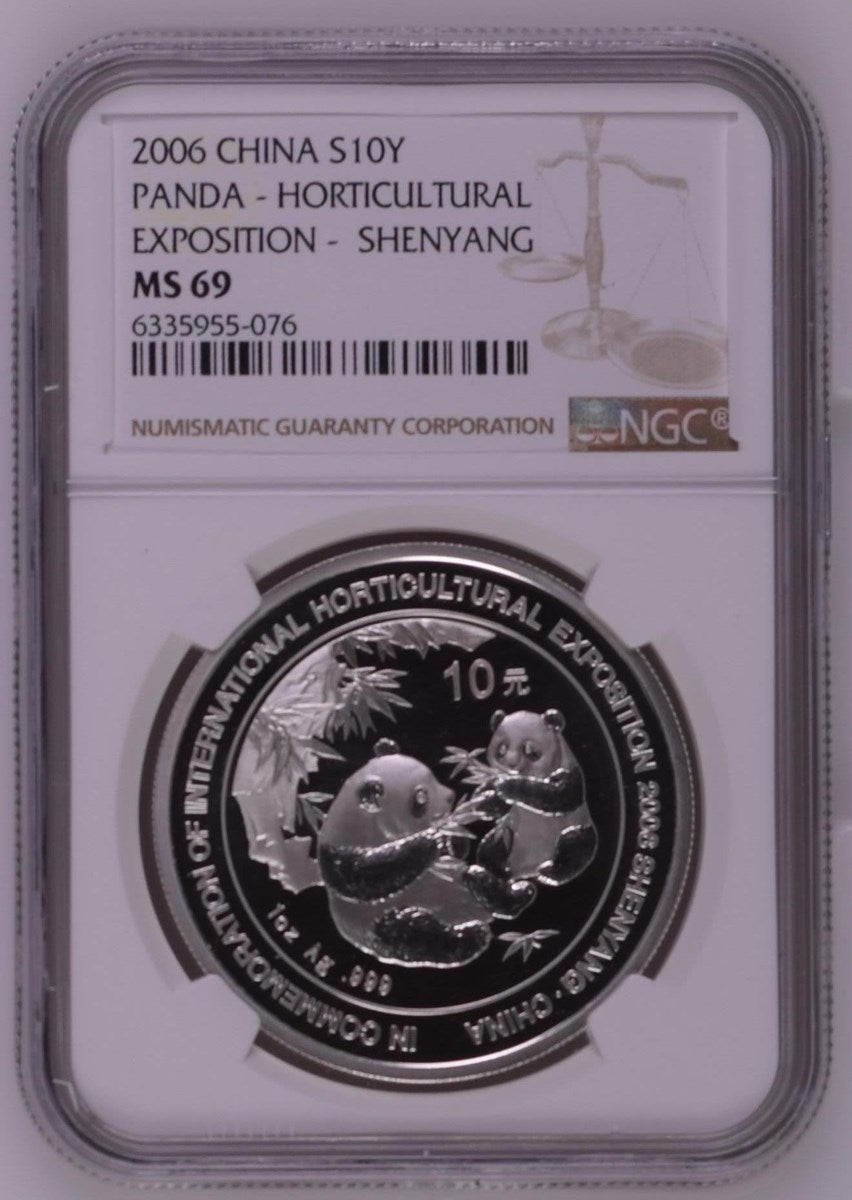 2006 CHINA S10Y
PANDA - HORTICULTURAL
EXPOSITION - SHENYANG
MS 69
6335955-076
NUMISMATIC GUARANTY CORPORATION
NGC®
IN COMMEMORATION OF INTERNATIONAL HORTICULTURAL EXPOSITION 2006 SHENYANG · CHINA
10元
1oz Ag .999